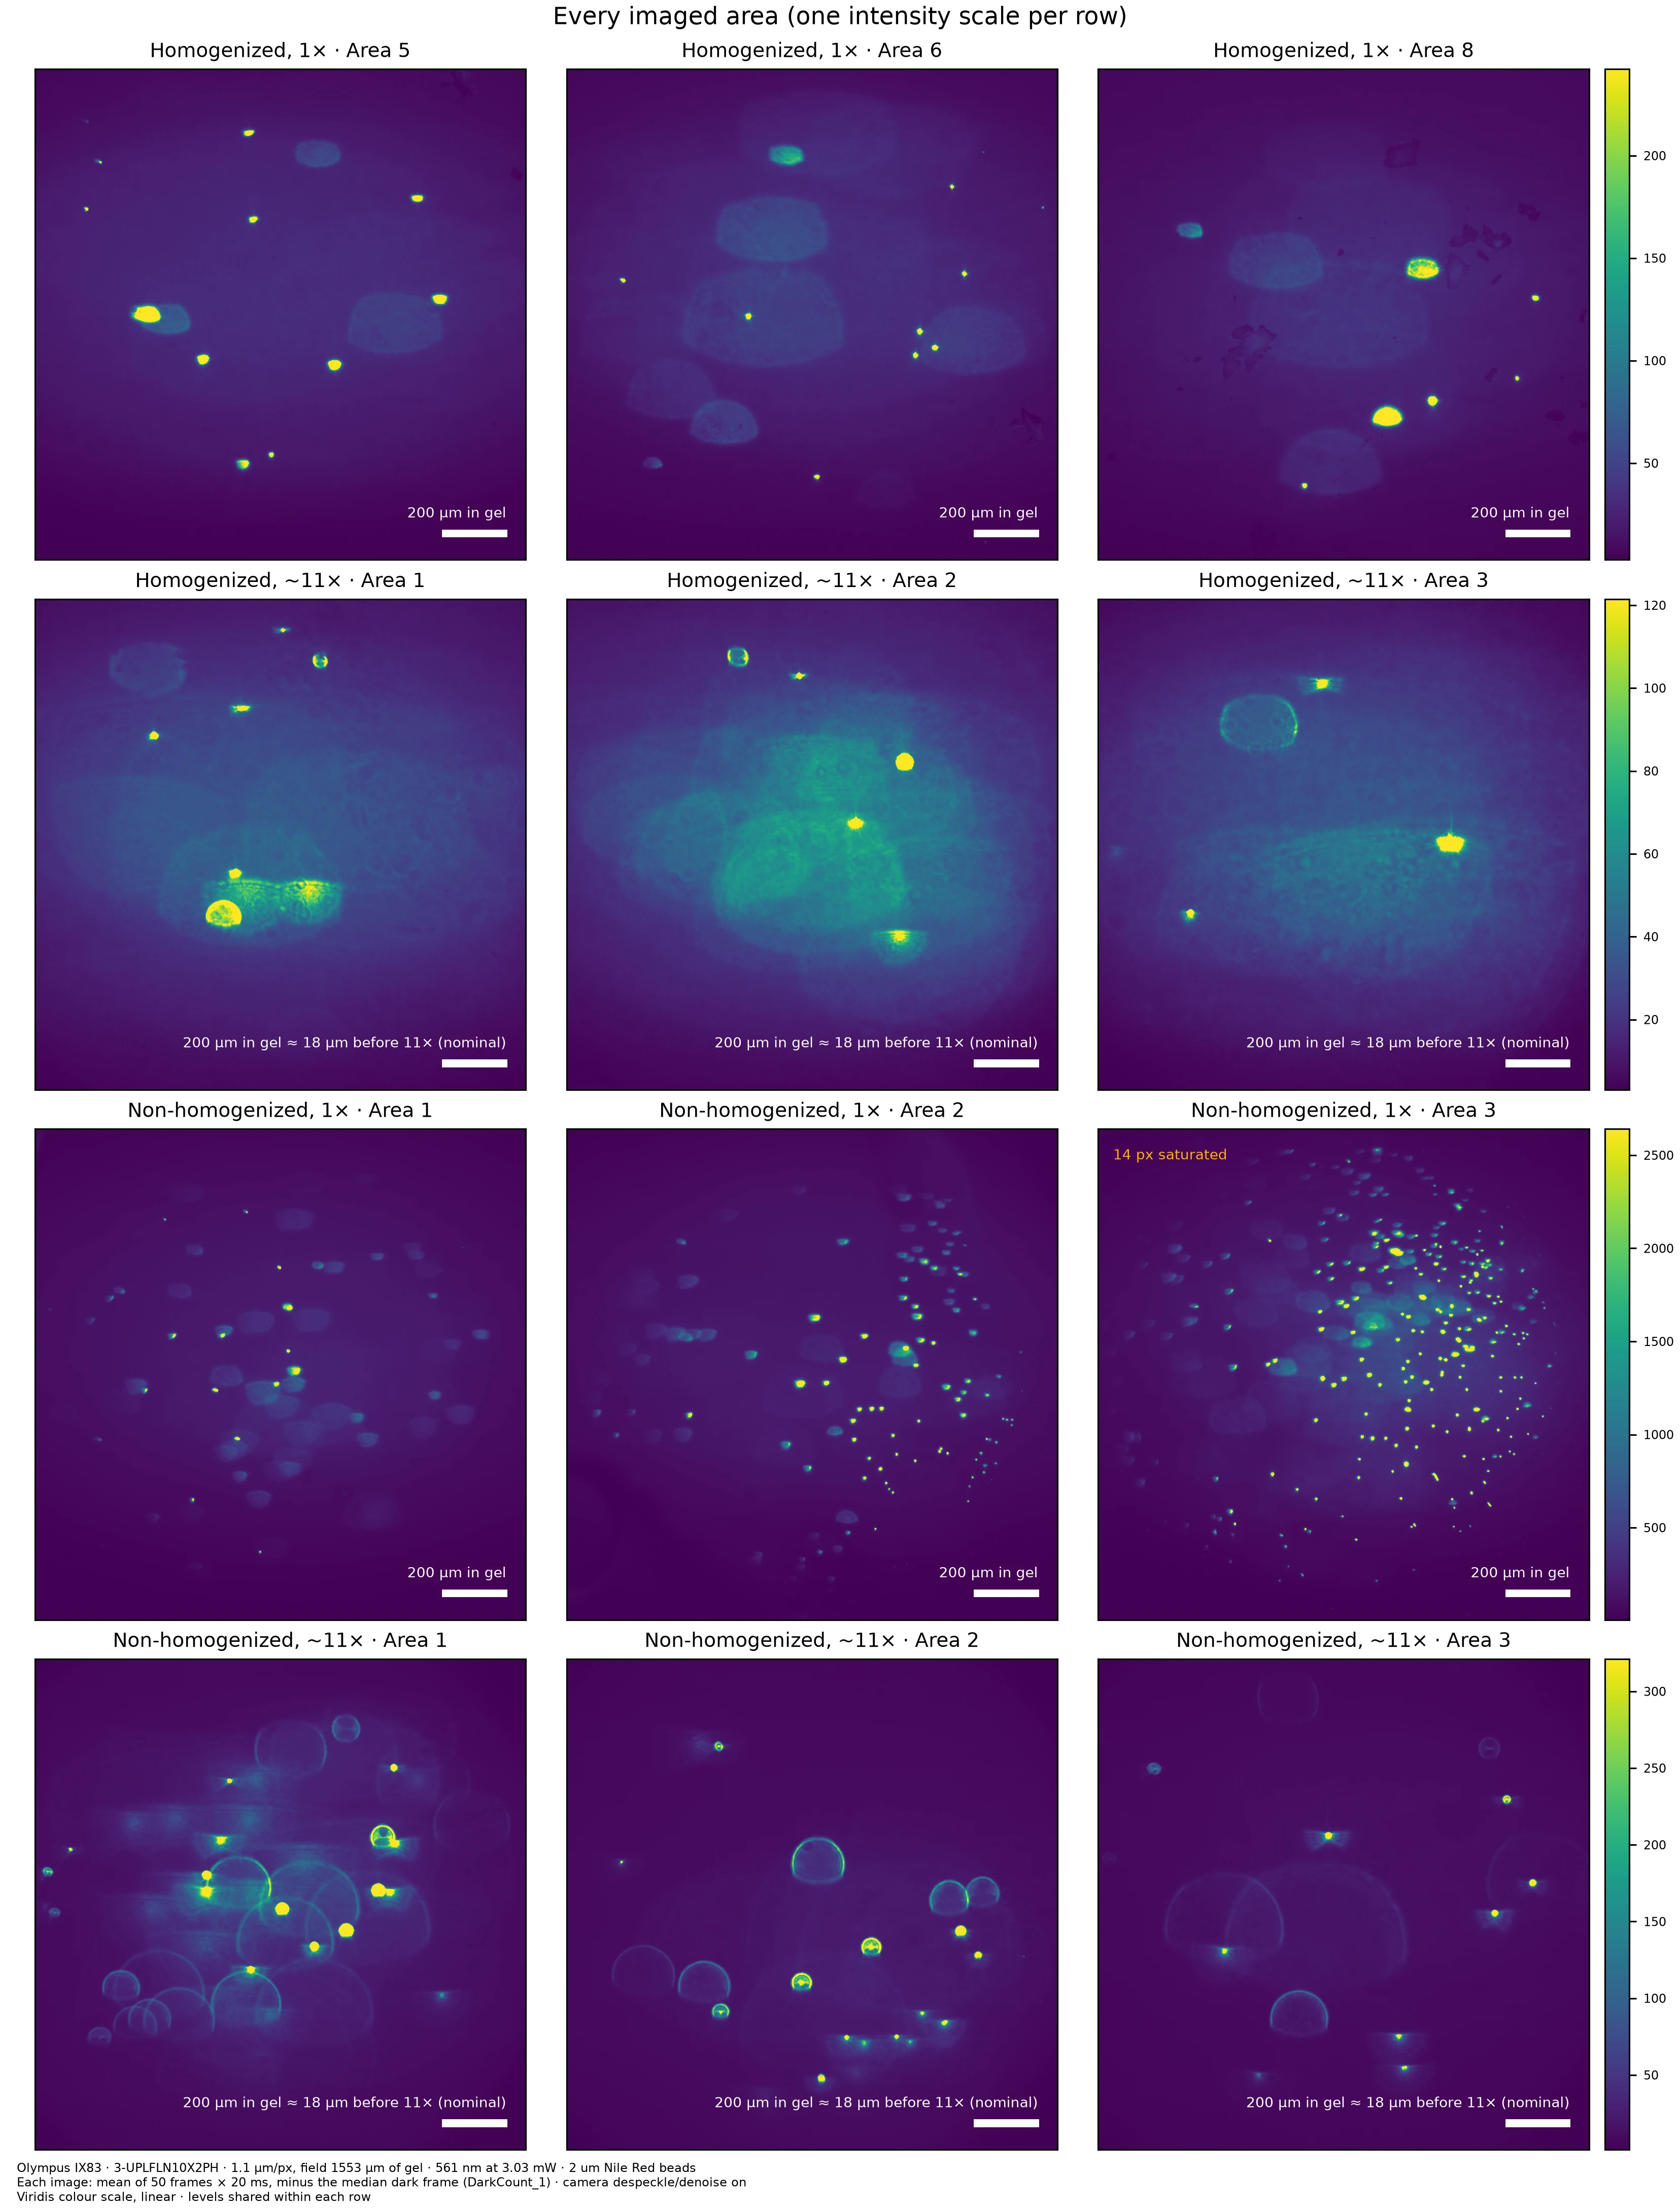 Every imaged area (one intensity scale per row)
Homogenized, 1× · Area 5
Homogenized, 1× · Area 6
Homogenized, 1× · Area 8
200 µm in gel
200 µm in gel
200 µm in gel
200
150
100
50
Homogenized, ~11× · Area 1
Homogenized, ~11× · Area 2
Homogenized, ~11× · Area 3
200 µm in gel ≈ 18 µm before 11× (nominal)
200 µm in gel ≈ 18 µm before 11× (nominal)
200 µm in gel ≈ 18 µm before 11× (nominal)
120
100
80
60
40
20
Non-homogenized, 1× · Area 1
Non-homogenized, 1× · Area 2
Non-homogenized, 1× · Area 3
14 px saturated
200 µm in gel
200 µm in gel
200 µm in gel
2500
2000
1500
1000
500
Non-homogenized, ~11× · Area 1
Non-homogenized, ~11× · Area 2
Non-homogenized, ~11× · Area 3
200 µm in gel ≈ 18 µm before 11× (nominal)
200 µm in gel ≈ 18 µm before 11× (nominal)
200 µm in gel ≈ 18 µm before 11× (nominal)
300
250
200
150
100
50
Olympus IX83 · 3-UPLFLN10X2PH · 1.1 µm/px, field 1553 µm of gel · 561 nm at 3.03 mW · 2 um Nile Red beads
Each image: mean of 50 frames × 20 ms, minus the median dark frame (DarkCount_1) · camera despeckle/denoise on
Viridis colour scale, linear · levels shared within each row